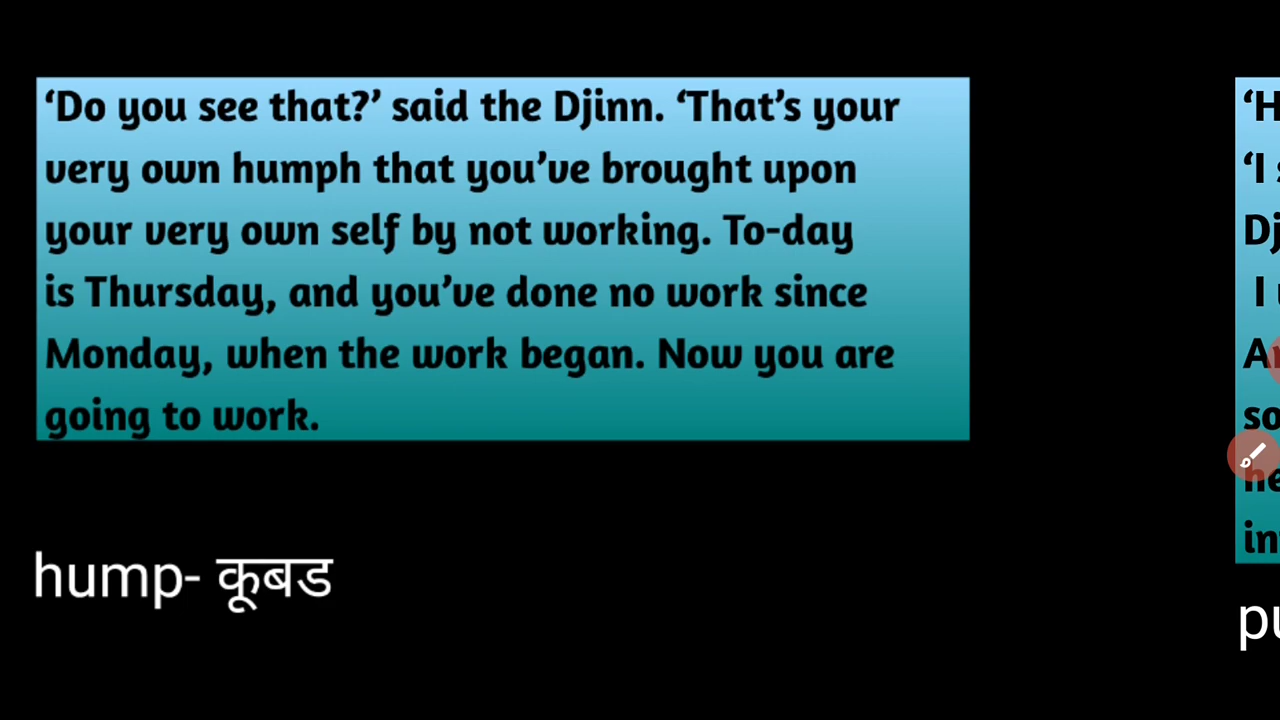 ‘Do you see that?’ said the Djinn. ‘That’s your
very own humph that you’ve brought upon
your very own self by not working. To-day
is Thursday, and you’ve done no work since
Monday, when the work began. Now you are
going to work.
hump- कूबड
‘I
I
so